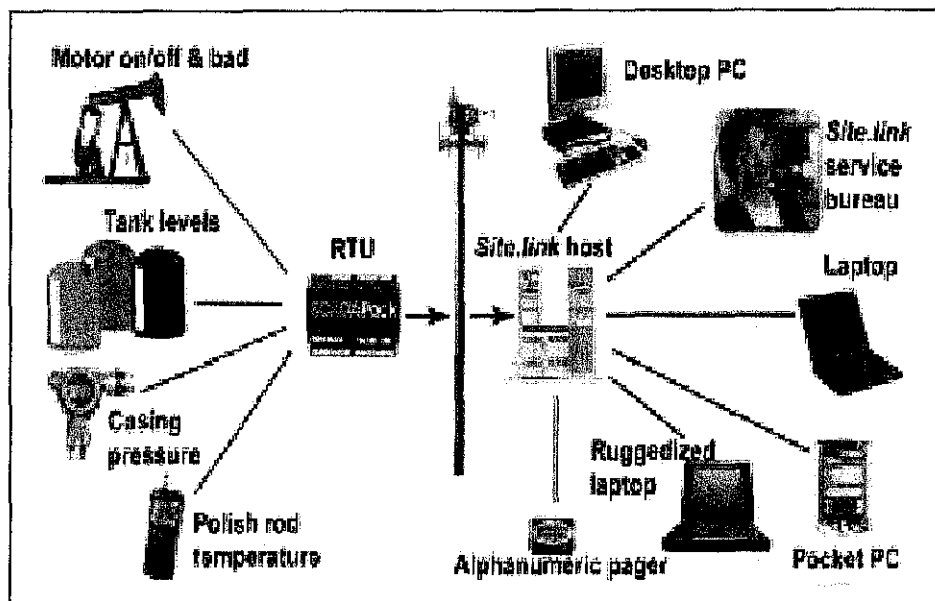 Motor on/off & bad
Desktop PC
Site.link
service
bureau
Tank levels
RTU
Site.link host
Laptop
Casing
pressure
Ruggedized
laptop
Polish rod
temperature
Alphanumeric pager
Pocket PC